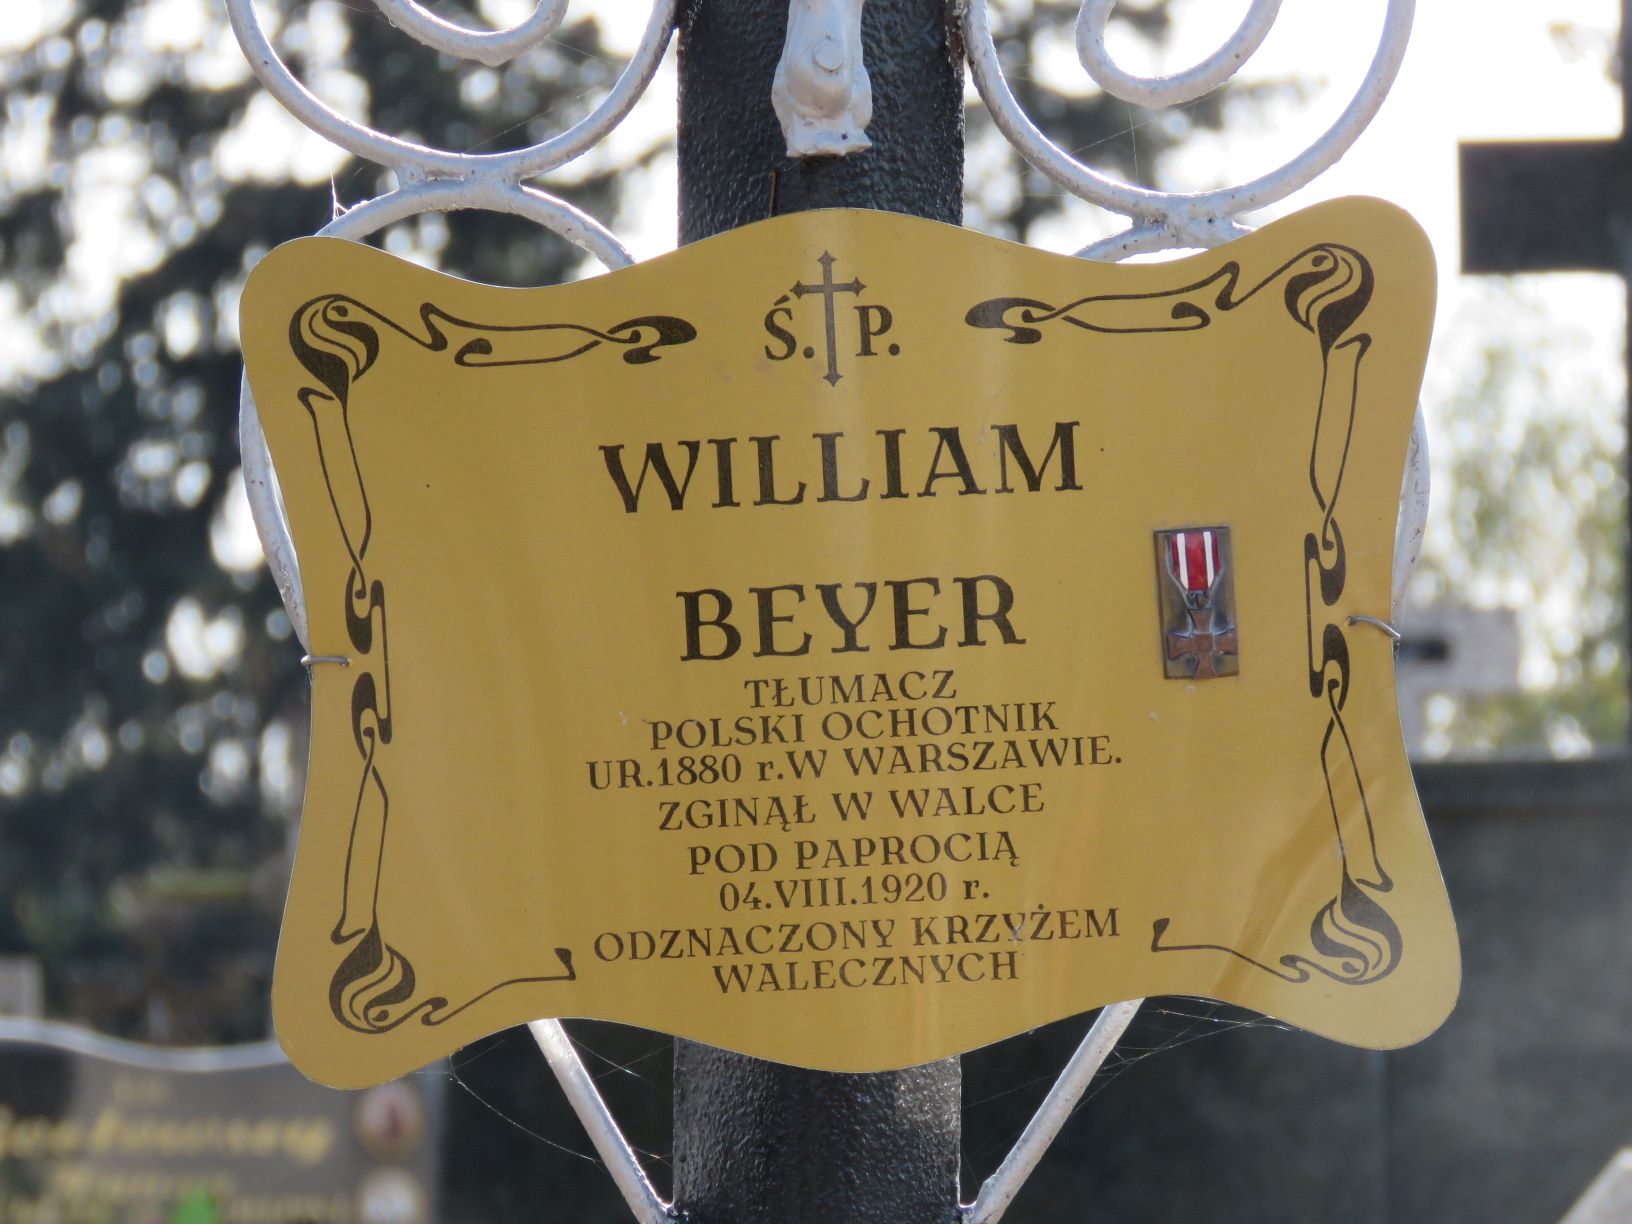 Ś. P.
WILLIAM
BEYER
TŁUMACZ
POLSKI OCHOTNIK
UR.1880 r.W WARSZAWIE.
ZGINĄŁ W WALCE
POD PAPROCIĄ
04.VIII.1920 r.
ODZNACZONY KRZYŻEM
WALECZNYCH